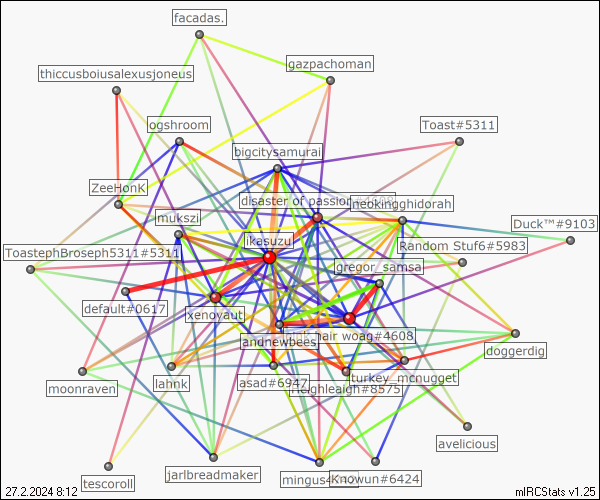 facadas.
gazpachoman
thiccusboiusalexusjoneus
ogshroom
Toast#5311
bigcitysamurai
ZeeHonk
disaster of passion
neokingghidorah
mukszi
Duck™#9103
ikasuzu
Random Stuf6#5983
ToastephBroseph5311#5311
gregor_samsa
default#0617
xenoyaut
hair woag#4608
andnewbees
doggerdig
turkey_mcnugget
moonraven
lahnk
asad#6947
Heighleaigh#8575
avelicious
tescoroll
jarlbreadmaker
Knowun#6424
27.2.2024 8:12
mIRCStats v1.25